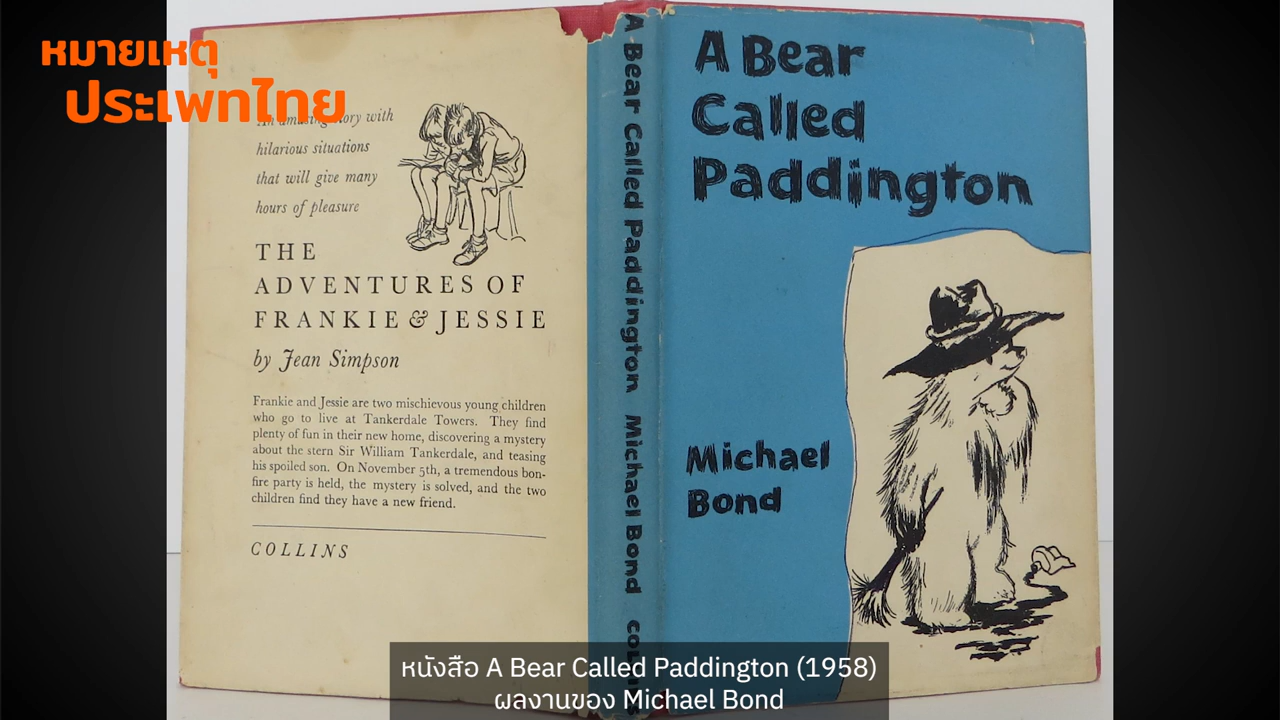 หมายเหตุ
ประเพทไทย
An amusing story with
hilarious situations
that will give many
hours of pleasure
THE
ADVENTURES OF
FRANKIE & JESSIE
by Jean Simpson
Frankie and Jessie are two mischievous young children
who go to live at Tankerdale Towers. They find
plenty of fun in their new home, discovering a mystery
about the stern Sir William Tankerdale, and teasing
his spoiled son. On November 5th, a tremendous bon-
fire party is held, the mystery is solved, and the two
children find they have a new friend.
COLLINS
A Bear Called Paddington Michael Bond COLLINS
A Bear
Called
Paddington
Michael
Bond
หนังสือ A Bear Called Paddington (1958)
ผลงานของ Michael Bond